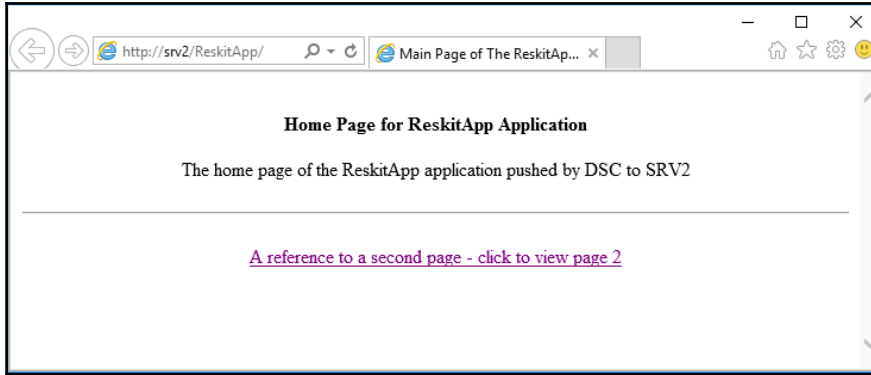 http://srv2/ReskitApp/
Main Page of The ReskitAp...
Home Page for ReskitApp Application
The home page of the ReskitApp application pushed by DSC to SRV2
A reference to a second page - click to view page 2